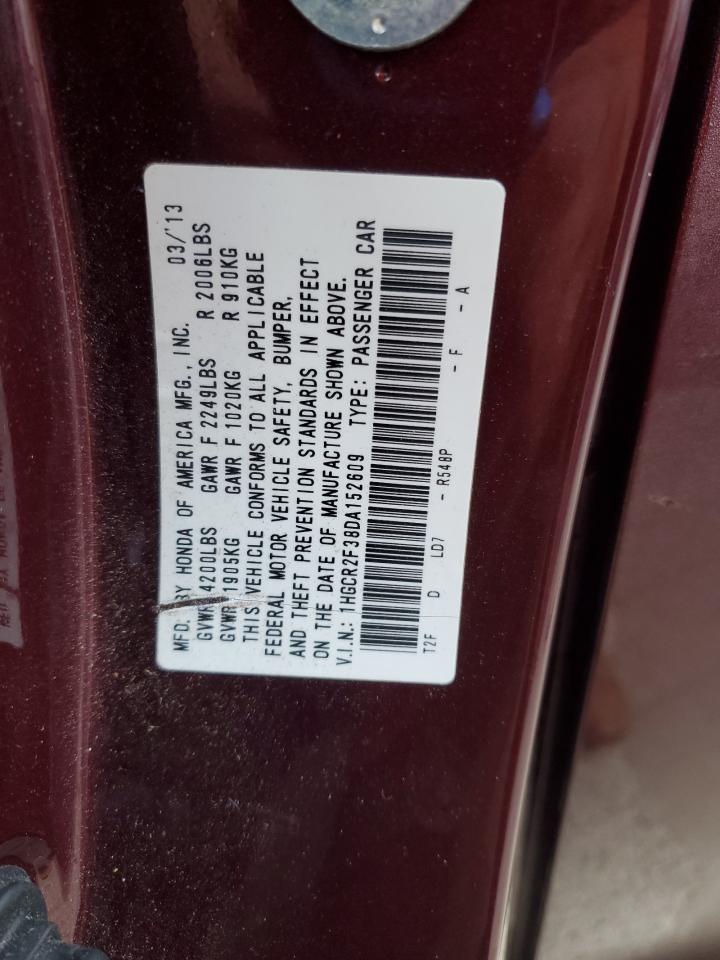 MFD. BY HONDA OF AMERICA MFG., INC. 03/'13
GVWR 4200LBS GAWR F 2249LBS R 2006LBS
GVWR 1905KG GAWR F 1020KG R 910KG
THIS VEHICLE CONFORMS TO ALL APPLICABLE
FEDERAL MOTOR VEHICLE SAFETY, BUMPER,
AND THEFT PREVENTION STANDARDS IN EFFECT
ON THE DATE OF MANUFACTURE SHOWN ABOVE.
V.I.N.: 1HGCR2F38DA152609 TYPE: PASSENGER CAR
T2F D LD7 - R548P - F - A